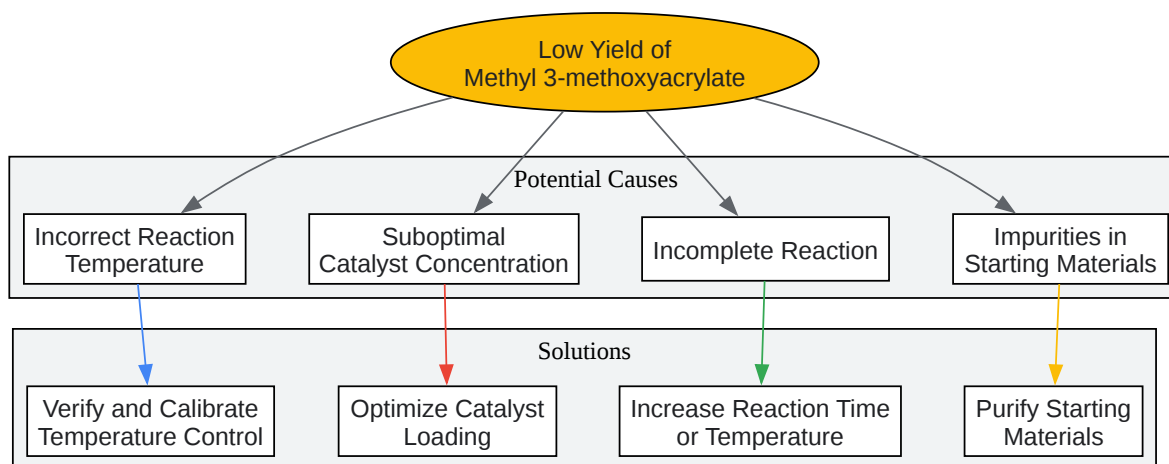 Low Yield of
Methyl 3-methoxyacrylate
Potential Causes
Incorrect Reaction
Temperature
Suboptimal
Catalyst Concentration
Incomplete Reaction
Impurities in
Starting Materials
Solutions
Verify and Calibrate
Temperature Control
Optimize Catalyst
Loading
Increase Reaction Time
or Temperature
Purify Starting
Materials